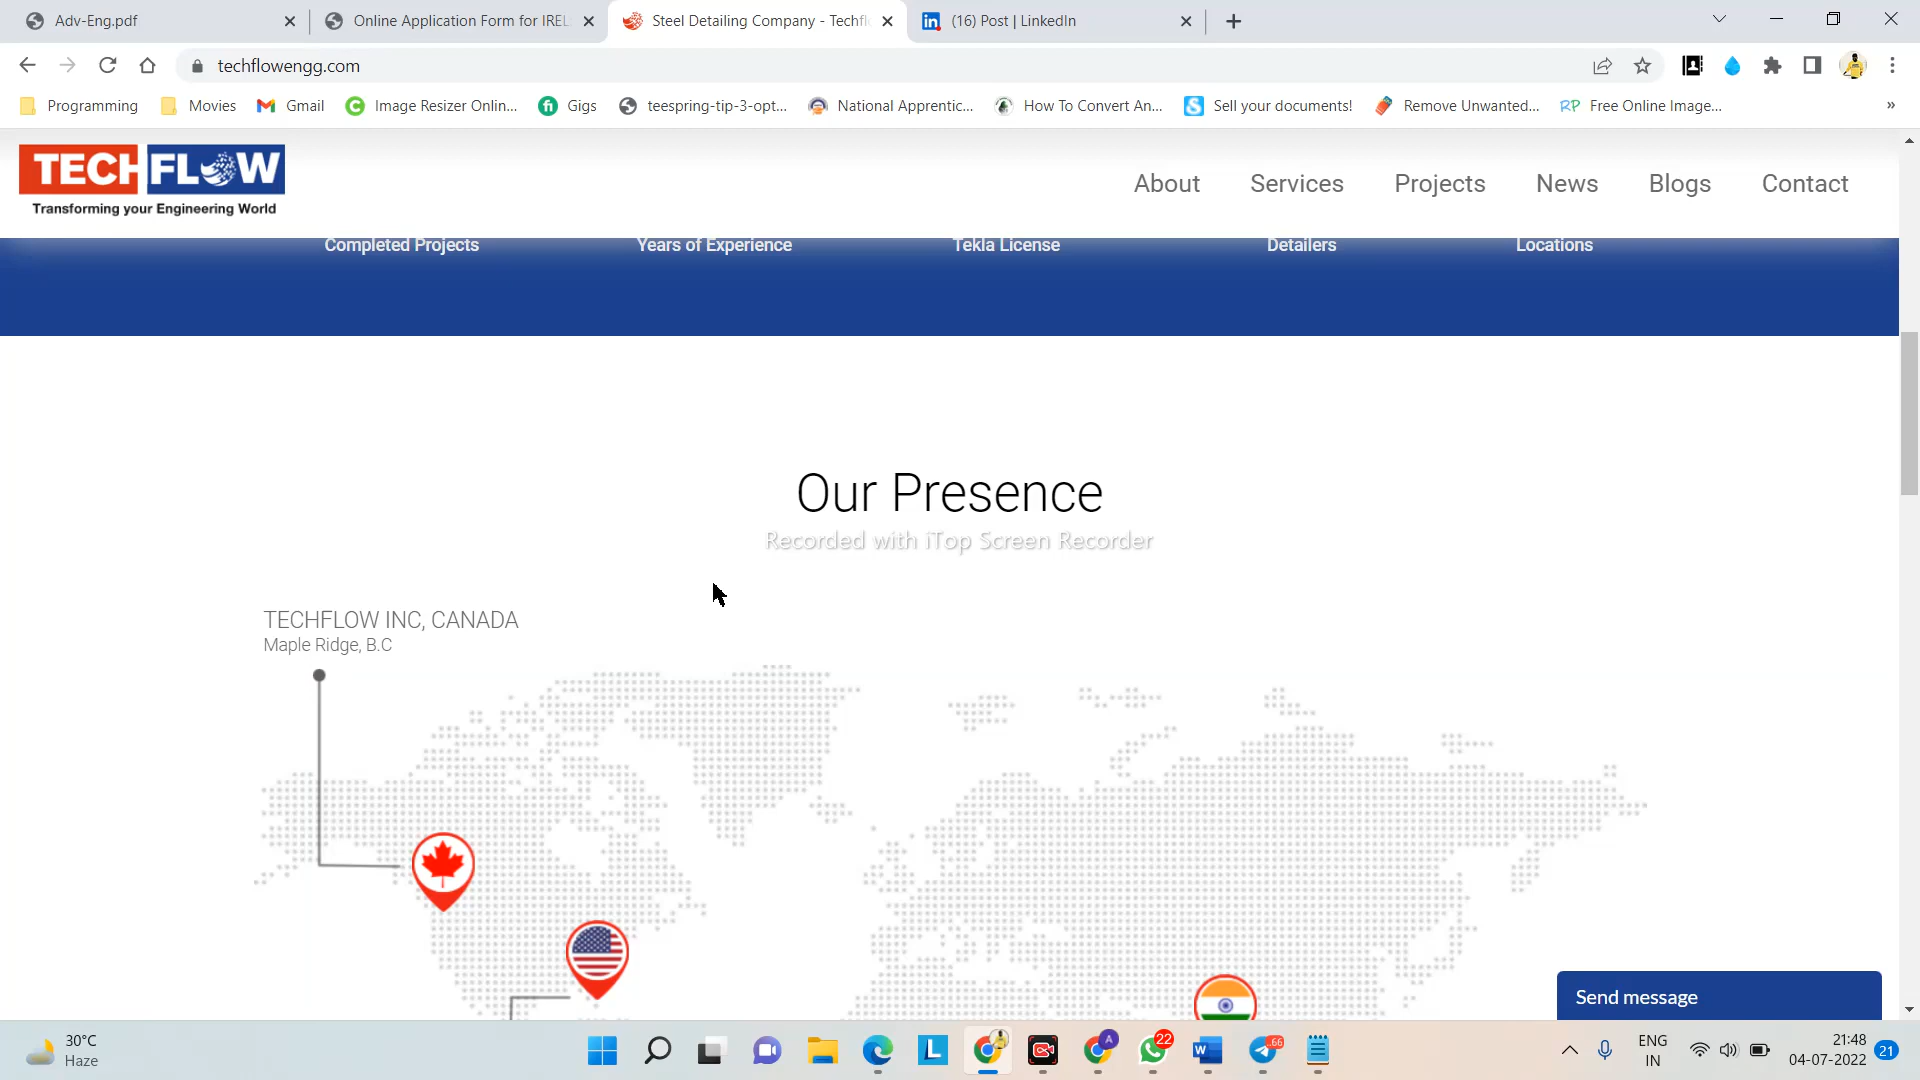 Adv-Eng.pdf
Online Application Form for IREL
Steel Detailing Company - Techfl
(16) Post | LinkedIn
techflowengg.com
Programming
Movies
Gmail
Image Resizer Onlin...
Gigs
teespring-tip-3-opt...
National Apprentic...
How To Convert An...
Sell your documents!
Remove Unwanted...
Free Online Image...
»
TECHFLOW
Transforming your Engineering World
About
Services
Projects
News
Blogs
Contact
Completed Projects
Years of Experience
Tekla License
Detailers
Locations
Our Presence
Recorded with iTop Screen Recorder
TECHFLOW INC, CANADA
Maple Ridge, B.C
Send message
30°C
Haze
22
66
ENG
IN
21:48
04-07-2022
21